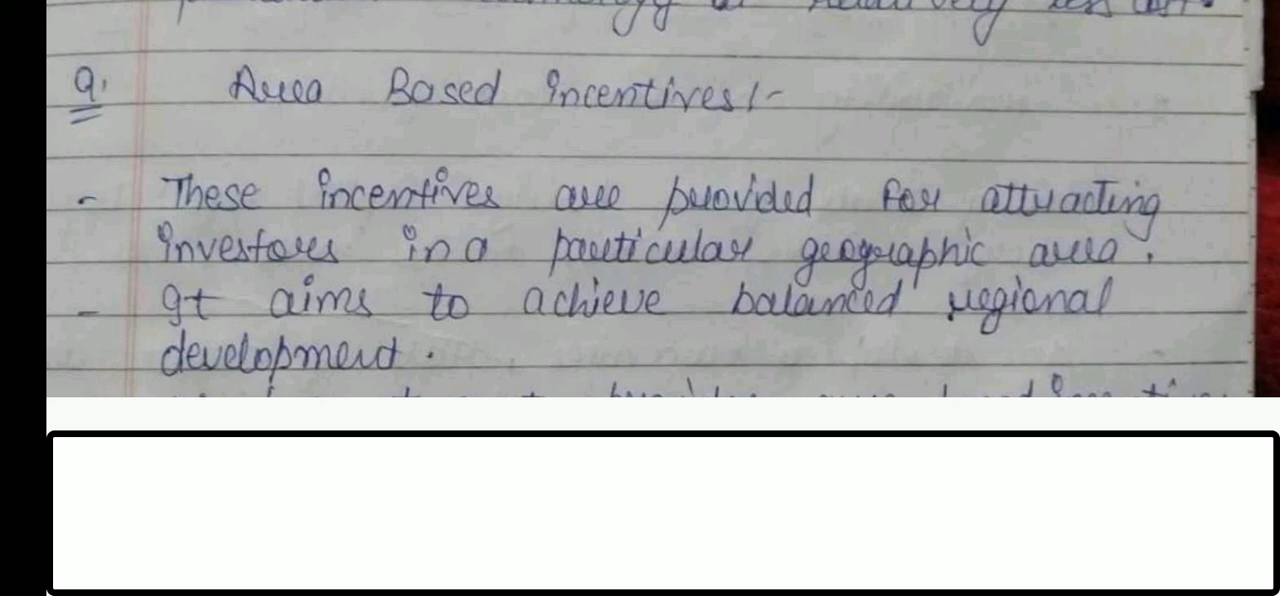 Q. Area Based Incentives:-
- These incentives are provided for attracting
investors in a particular geographic area.
- It aims to achieve balanced regional
development.